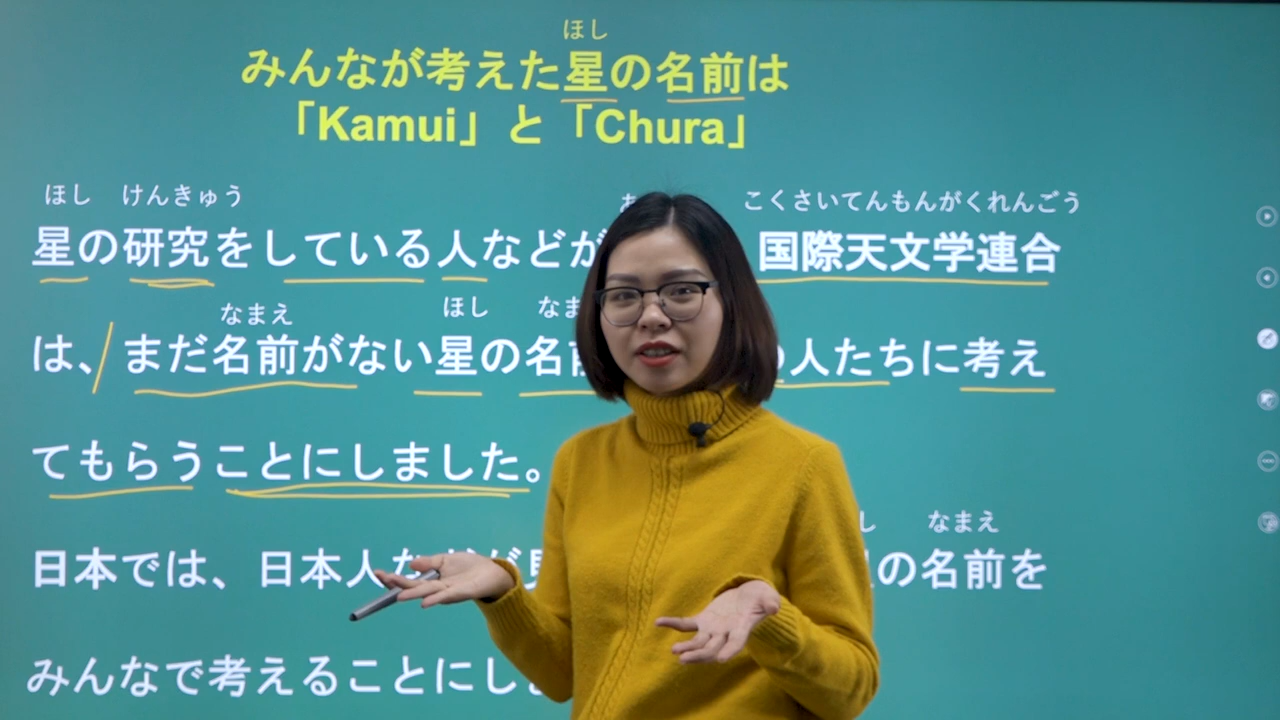 ほし
みんなが考えた星の名前は
「Kamui」と「Chura」
ほし けんきゅう こくさいてんもんがくれんごう
星の研究をしている人などが 国際天文学連合
なまえ ほし
は、まだ名前がない星の名 人たちに考え
てもらうことにしました。
なまえ
日本では、日本人 の名前を
みんなで考えることにし